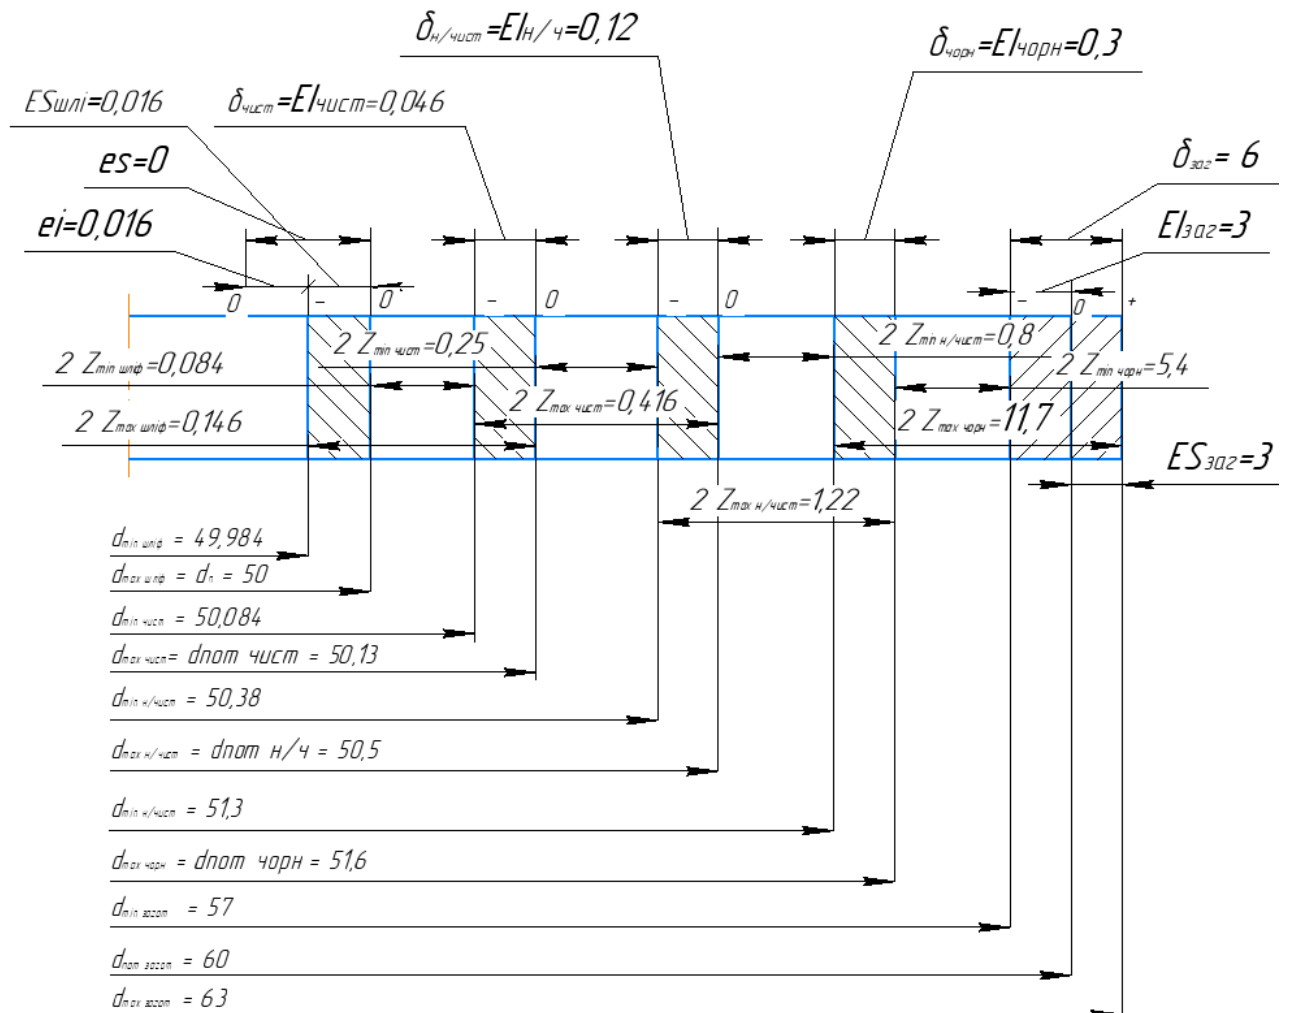 δн/чист=EIн/ч=0,12
δчорн=EIчорн=0,3
ESшлі=0,016
δчист=EIчист=0,046
es=0
δзаг= 6
ei=0,016
EIзаг=3
0 - 0 - 0 - 0 - 0 +
2 Zmin чист=0,25
2 Zmin н/чист=0,8
2 Zmin шліф=0,084
2 Zmin чорн=5,4
2 Zmax чист=0,416
2 Zmax шліф=0,146
2 Zmax чорн=11,7
ESзаг=3
2 Zmax н/чист=1,22
dmin шліф = 49,984
dmax шліф = dп = 50
dmin чист = 50,084
dmax чист= dnom чист = 50,13
dmin н/чист = 50,38
dmax н/чист = dnom н/ч = 50,5
dmin н/чист = 51,3
dmax чорн = dnom чорн = 51,6
dmin загот = 57
dnom загот = 60
dmax загот = 63